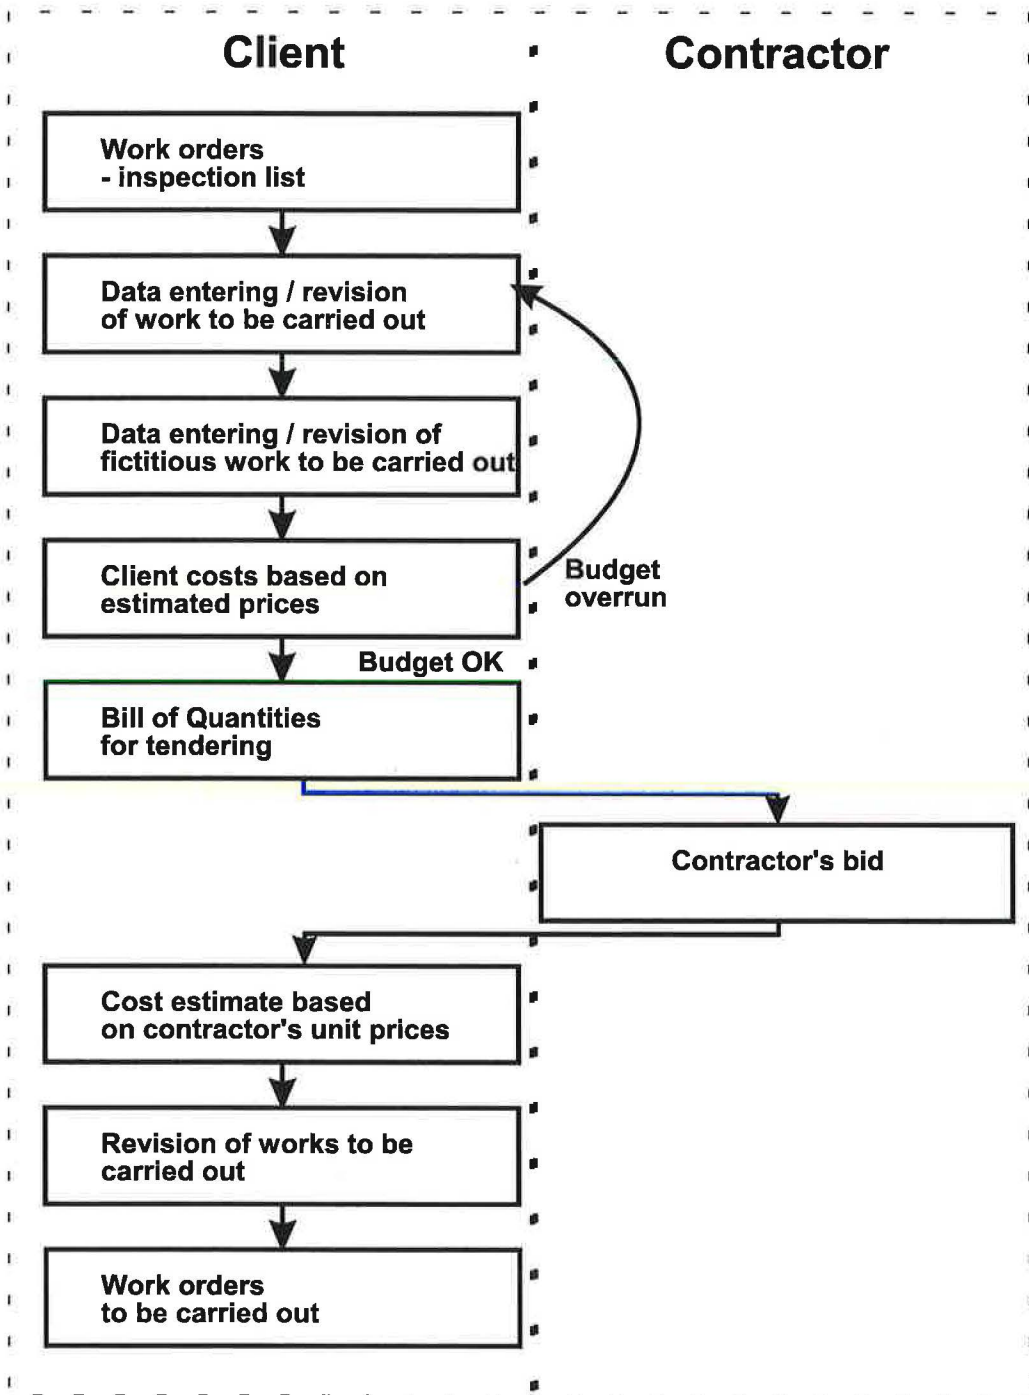 Client
Contractor
Work orders
- inspection list
Data entering / revision
of work to be carried out
Data entering / revision of
fictitious work to be carried out
Client costs based on
estimated prices
Budget
overrun
Budget OK
Bill of Quantities
for tendering
Contractor's bid
Cost estimate based
on contractor's unit prices
Revision of works to be
carried out
Work orders
to be carried out